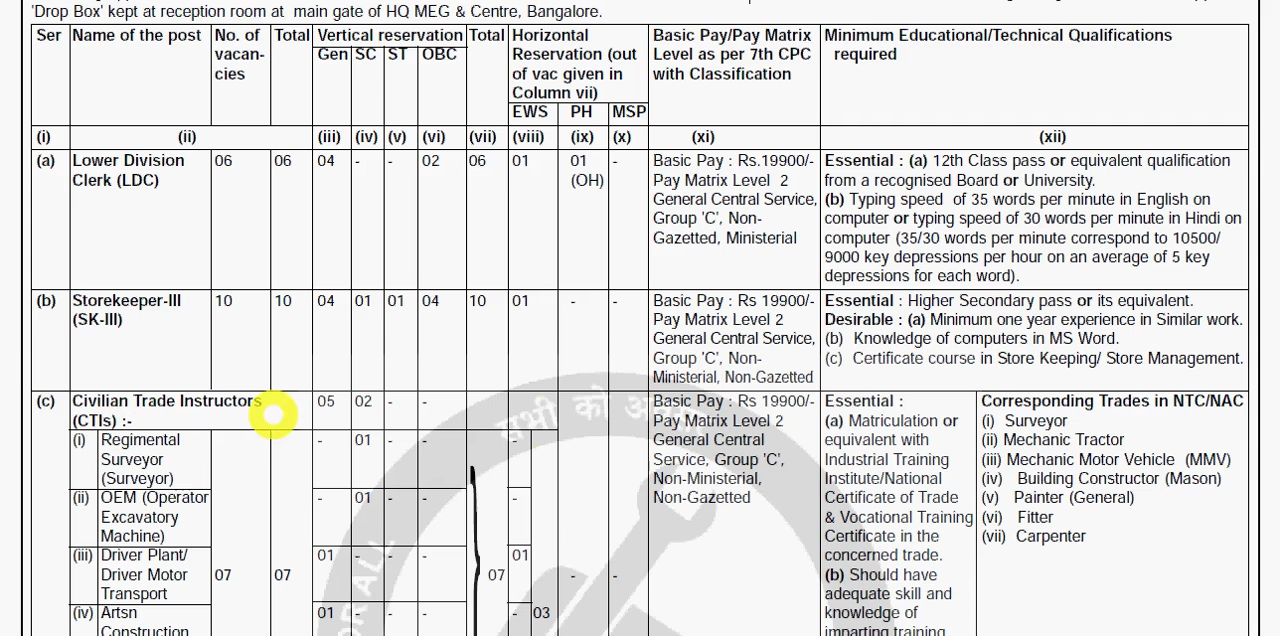 'Drop Box' kept at reception room at main gate of HQ MEG & Centre, Bangalore.
Ser Name of the post No. of vacan-cies Total Vertical reservation Total Horizontal Reservation (out of vac given in Column vii) Basic Pay/Pay Matrix Level as per 7th CPC with Classification Minimum Educational/Technical Qualifications required
Gen SC ST OBC
EWS PH MSP
(i) (ii) (iii) (iv) (v) (vi) (vii) (viii) (ix) (x) (xi) (xii)
(a) Lower Division Clerk (LDC) 06 06 04 - - 02 06 01 01 (OH) -
Basic Pay : Rs.19900/-
Pay Matrix Level 2
General Central Service,
Group 'C', Non-
Gazetted, Ministerial
Essential : (a) 12th Class pass or equivalent qualification
from a recognised Board or University.
(b) Typing speed of 35 words per minute in English on
computer or typing speed of 30 words per minute in Hindi on
computer (35/30 words per minute correspond to 10500/
9000 key depressions per hour on an average of 5 key
depressions for each word).
(b) Storekeeper-III (SK-III) 10 10 04 01 01 04 10 01 - -
Basic Pay : Rs 19900/-
Pay Matrix Level 2
General Central Service,
Group 'C', Non-
Ministerial, Non-Gazetted
Essential : Higher Secondary pass or its equivalent.
Desirable : (a) Minimum one year experience in Similar work.
(b) Knowledge of computers in MS Word.
(c) Certificate course in Store Keeping/ Store Management.
(c) Civilian Trade Instructors (CTIs) :- 05 02 - -
(i) Regimental Surveyor (Surveyor) - 01 - - -
(ii) OEM (Operator Excavatory Machine) - 01 - - -
(iii) Driver Plant/ Driver Motor Transport 01 - - - 01
07 07 07 - -
(iv) Artsn Construction 01 - - - - 03
Basic Pay : Rs 19900/-
Pay Matrix Level 2
General Central
Service, Group 'C',
Non-Ministerial,
Non-Gazetted
Essential :
(a) Matriculation or
equivalent with
Industrial Training
Institute/National
Certificate of Trade
& Vocational Training
Certificate in the
concerned trade.
(b) Should have
adequate skill and
knowledge of
imparting training
Corresponding Trades in NTC/NAC
(i) Surveyor
(ii) Mechanic Tractor
(iii) Mechanic Motor Vehicle (MMV)
(iv) Building Constructor (Mason)
(v) Painter (General)
(vi) Fitter
(vii) Carpenter
सभी को
OR ALL